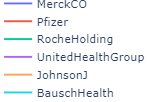 MerckCO
Pfizer
RocheHolding
UnitedHealthGroup
JohnsonJ
BauschHealth